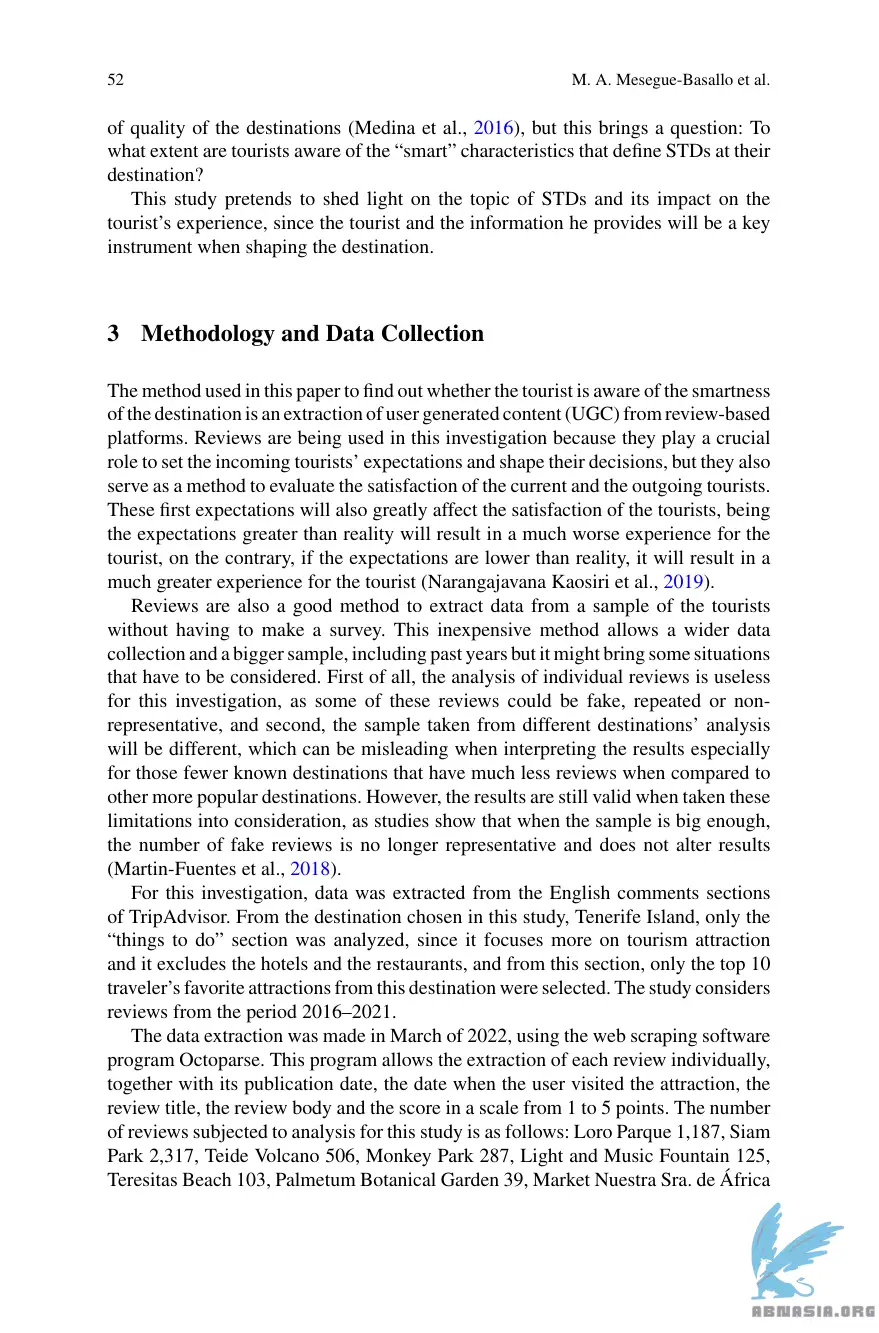 52
M. A. Mesegue-Basallo et al.
of quality of the destinations (Medina et al., 2016), but this brings a question: To
what extent are tourists aware of the “smart” characteristics that define STDs at their
destination?
This study pretends to shed light on the topic of STDs and its impact on the
tourist’s experience, since the tourist and the information he provides will be a key
instrument when shaping the destination.
3 Methodology and Data Collection
The method used in this paper to find out whether the tourist is aware of the smartness
of the destination is an extraction of user generated content (UGC) from review-based
platforms. Reviews are being used in this investigation because they play a crucial
role to set the incoming tourists’ expectations and shape their decisions, but they also
serve as a method to evaluate the satisfaction of the current and the outgoing tourists.
These first expectations will also greatly affect the satisfaction of the tourists, being
the expectations greater than reality will result in a much worse experience for the
tourist, on the contrary, if the expectations are lower than reality, it will result in a
much greater experience for the tourist (Narangajavana Kaosiri et al., 2019).
Reviews are also a good method to extract data from a sample of the tourists
without having to make a survey. This inexpensive method allows a wider data
collection and a bigger sample, including past years but it might bring some situations
that have to be considered. First of all, the analysis of individual reviews is useless
for this investigation, as some of these reviews could be fake, repeated or non-
representative, and second, the sample taken from different destinations’ analysis
will be different, which can be misleading when interpreting the results especially
for those fewer known destinations that have much less reviews when compared to
other more popular destinations. However, the results are still valid when taken these
limitations into consideration, as studies show that when the sample is big enough,
the number of fake reviews is no longer representative and does not alter results
(Martin-Fuentes et al., 2018).
For this investigation, data was extracted from the English comments sections
of TripAdvisor. From the destination chosen in this study, Tenerife Island, only the
“things to do” section was analyzed, since it focuses more on tourism attraction
and it excludes the hotels and the restaurants, and from this section, only the top 10
traveler’s favorite attractions from this destination were selected. The study considers
reviews from the period 2016–2021.
The data extraction was made in March of 2022, using the web scraping software
program Octoparse. This program allows the extraction of each review individually,
together with its publication date, the date when the user visited the attraction, the
review title, the review body and the score in a scale from 1 to 5 points. The number
of reviews subjected to analysis for this study is as follows: Loro Parque 1,187, Siam
Park 2,317, Teide Volcano 506, Monkey Park 287, Light and Music Fountain 125,
Teresitas Beach 103, Palmetum Botanical Garden 39, Market Nuestra Sra. de África
ABNASIA.ORG